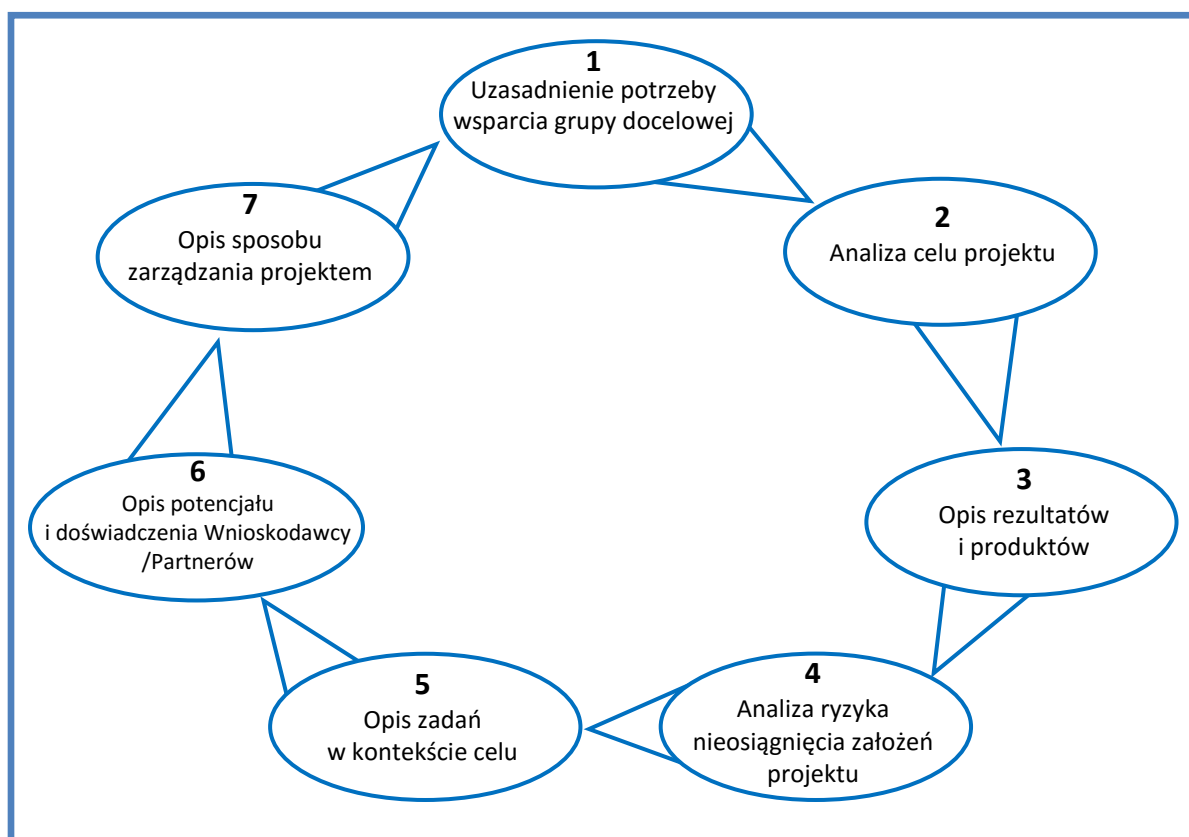 1
Uzasadnienie potrzeby
wsparcia grupy docelowej
2
Analiza celu projektu
3
Opis rezultatów
i produktów
4
Analiza ryzyka
nieosiągnięcia założeń
projektu
5
Opis zadań
w kontekście celu
6
Opis potencjału
i doświadczenia Wnioskodawcy
/Partnerów
7
Opis sposobu
zarządzania projektem